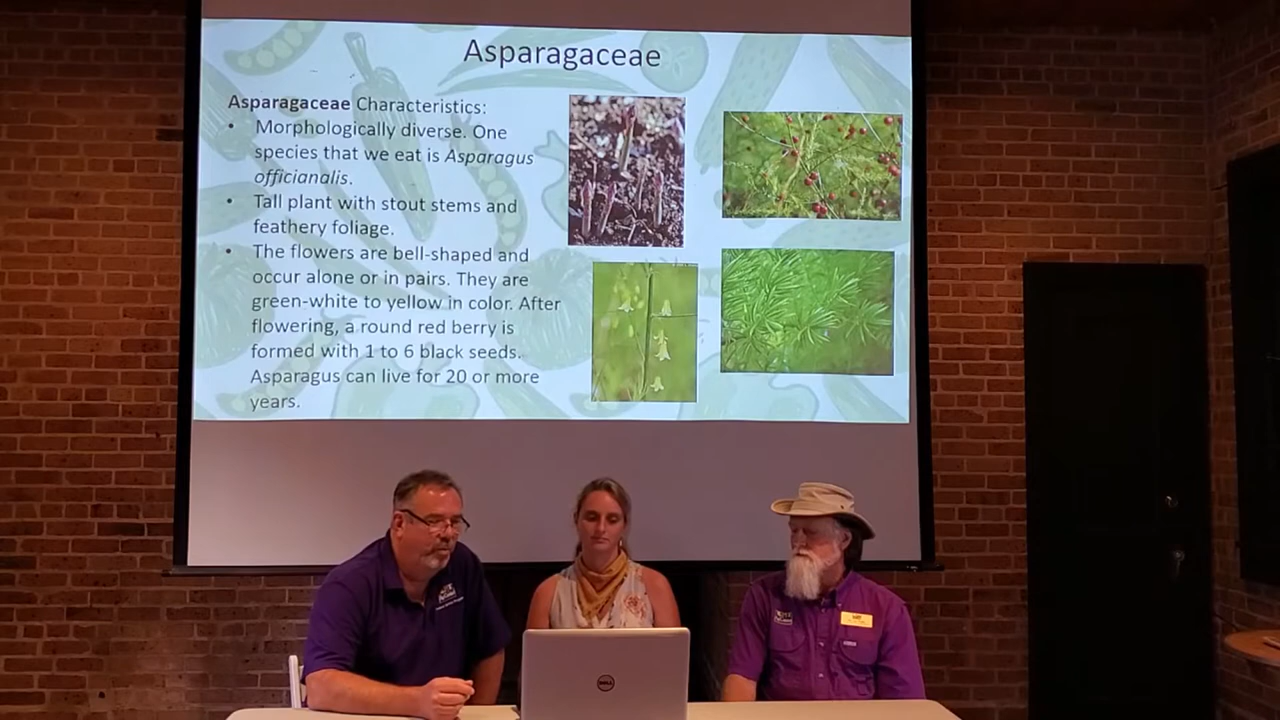 Asparagaceae
Asparagaceae Characteristics:
• Morphologically diverse. One
species that we eat is Asparagus
officianalis.
• Tall plant with stout stems and
feathery foliage.
• The flowers are bell-shaped and
occur alone or in pairs. They are
green-white to yellow in color. After
flowering, a round red berry is
formed with 1 to 6 black seeds.
Asparagus can live for 20 or more
years.
DELL